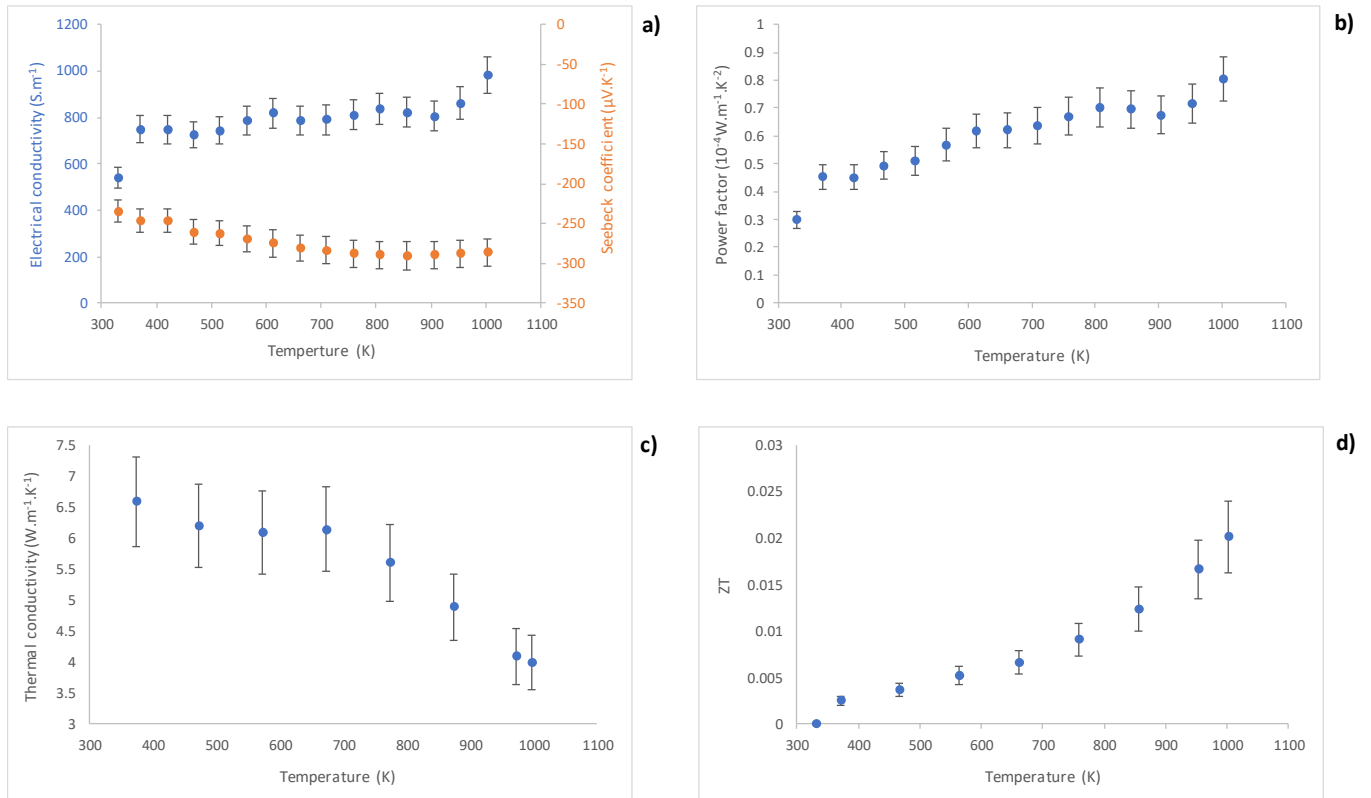 a)
Electrical conductivity (S.m⁻¹)
1200
1000
800
600
400
200
0
0
-50
-100
-150
-200
-250
-300
-350
Seebeck coefficient (µV.K⁻¹)
300 400 500 600 700 800 900 1000 1100
Temperture (K)
b)
Power factor (10⁻⁴W.m⁻¹.K⁻²)
1
0.9
0.8
0.7
0.6
0.5
0.4
0.3
0.2
0.1
0
300 400 500 600 700 800 900 1000 1100
Temperature (K)
c)
Thermal conductivity (W.m⁻¹.K⁻¹)
7.5
7
6.5
6
5.5
5
4.5
4
3.5
3
300 400 500 600 700 800 900 1000 1100
Temperature (K)
d)
ZT
0.03
0.025
0.02
0.015
0.01
0.005
0
300 400 500 600 700 800 900 1000 1100
Temperature (K)